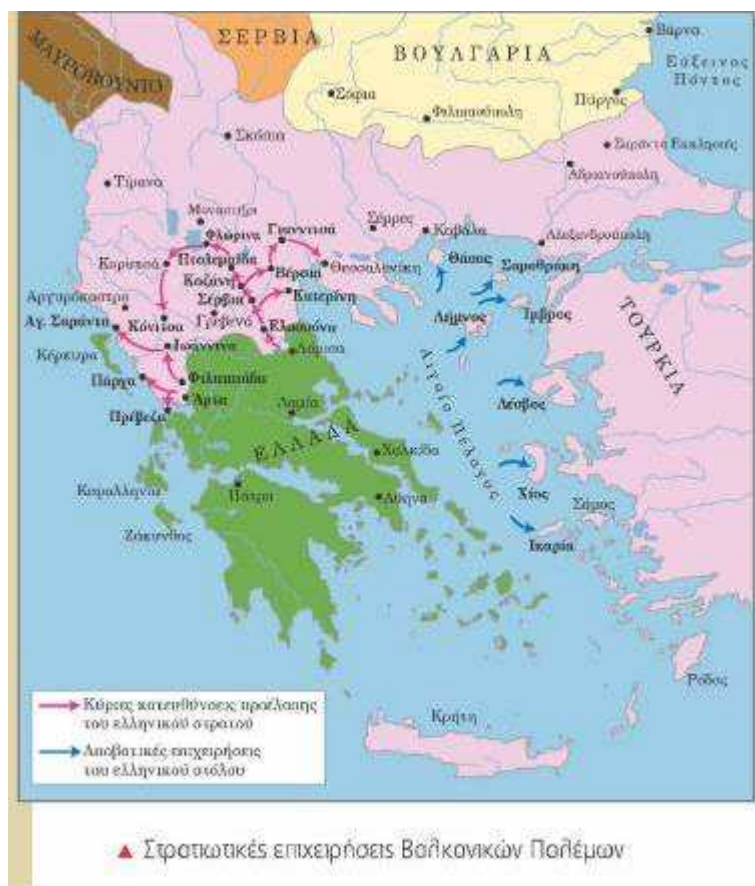 ΣΕΡΒΙΑ
ΜΑΥΡΟΒΟΥΝΙΟ
ΒΟΥΛΓΑΡΙΑ
Βάρνα
Εύξεινος
Πόντος
Σόφια
Φιλιππούπολη
Πύργος
Σκόπια
Σαράντα Εκκλησιές
Αδριανούπολη
Τίρανα
Μοναστήρι
Φλώρινα
Γιαννιτσά
Σέρρες
Καβάλα
Αλεξανδρούπολη
Κορυτσά
Πτολεμαΐδα
Βέροια
Θεσσαλονίκη
Θάσος
Σαμοθράκη
Κοζάνη
Σέρβια
Κατερίνη
Αργυρόκαστρο
Γρεβενά
Λήμνος
Ίμβρος
Αγ. Σαράντα
Κόνιτσα
Ελασσόνα
Ιωάννινα
Λάρισα
ΤΟΥΡΚΙΑ
Κέρκυρα
Πάργα
Φιλιππιάδα
Άρτα
Πρέβεζα
Λαμία
Αιγαίο Πέλαγος
Λέσβος
ΕΛΛΑΔΑ
Χαλκίδα
Κεφαλληνία
Πάτρα
Αθήνα
Χίος
Σάμος
Ζάκυνθος
Ικαρία
Ρόδος
Κρήτη
Κύριες κατευθύνσεις προέλασης
του ελληνικού στρατού
Αποβατικές επιχειρήσεις
του ελληνικού στόλου
Στρατιωτικές επιχειρήσεις Βαλκανικών Πολέμων